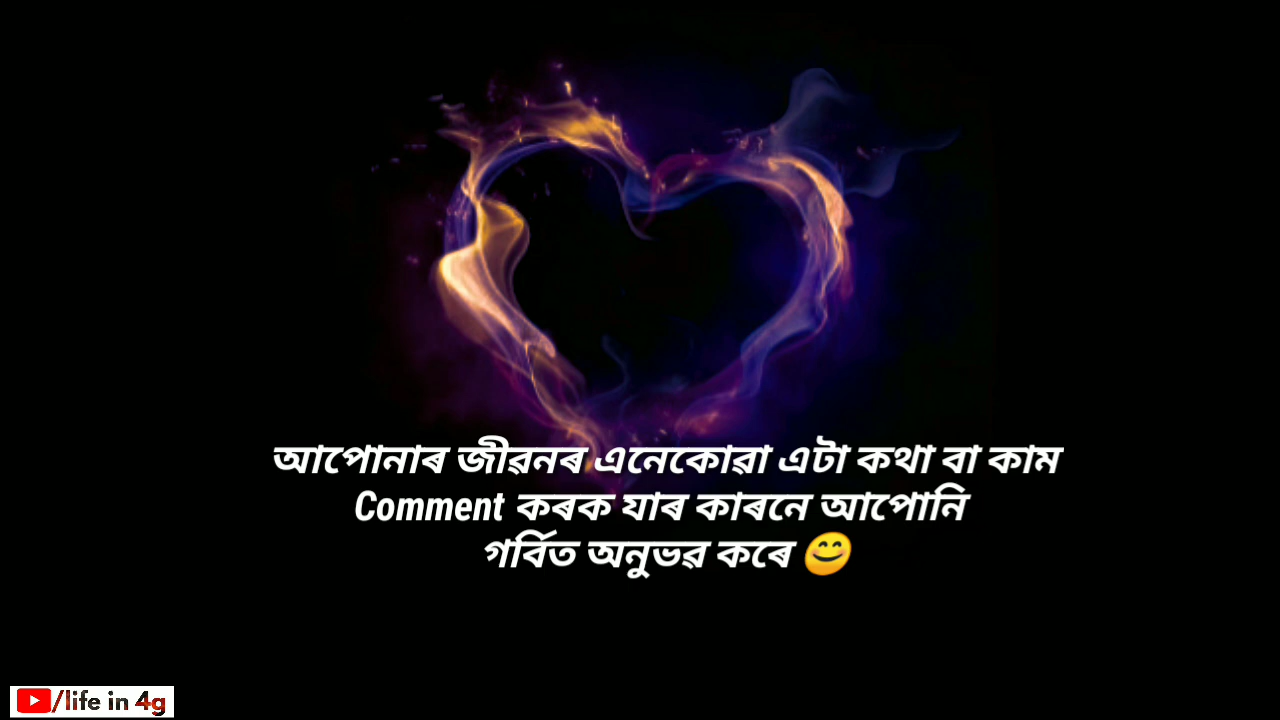 আপোনাৰ জীৱনৰ এনেকোৱা এটা কথা বা কাম
Comment কৰক যাৰ কাৰনে আপোনি
গৰ্বিত অনুভৱ কৰে 😊
/life in 4g